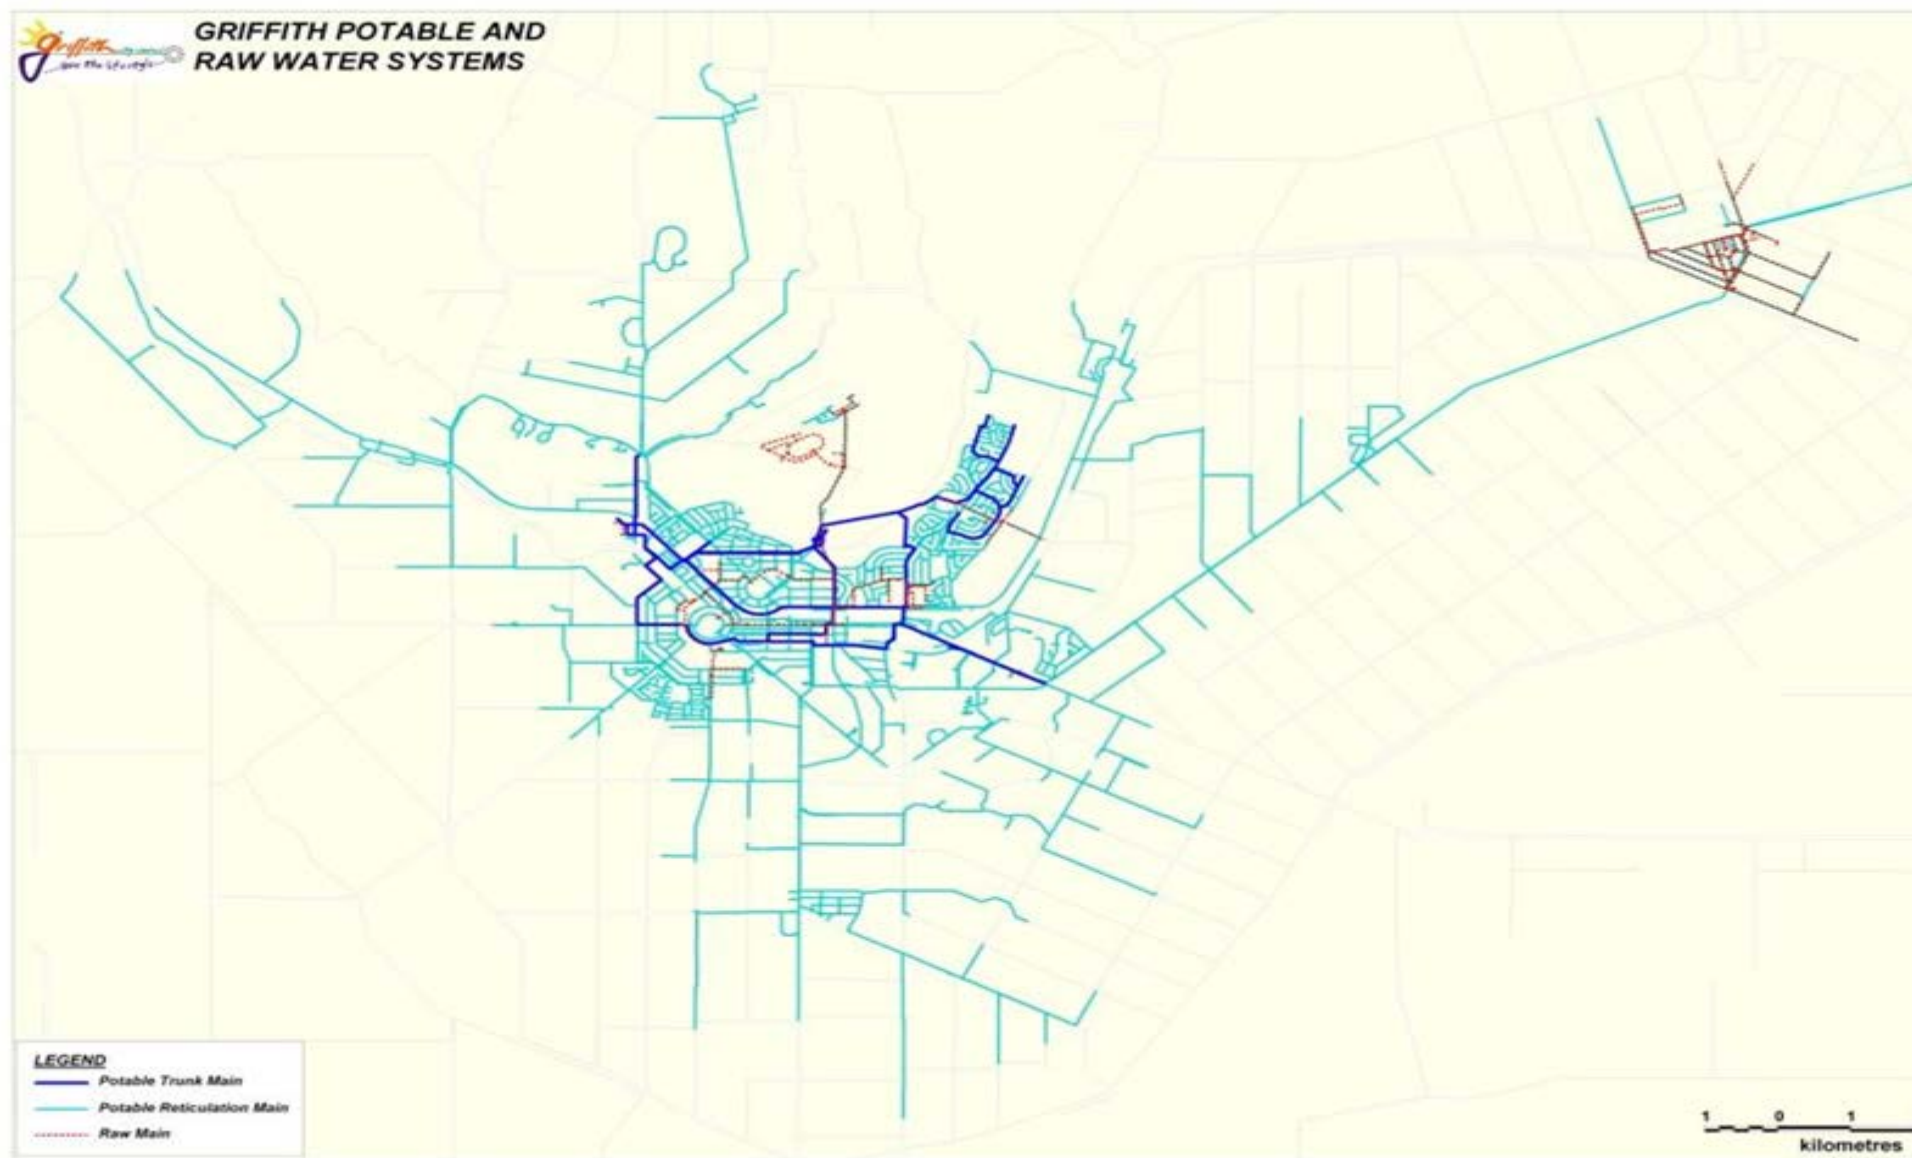 griffith
GRIFFITH POTABLE AND
RAW WATER SYSTEMS
LEGEND
Potable Trunk Main
Potable Reticulation Main
Raw Main
1 0 1
kilometres